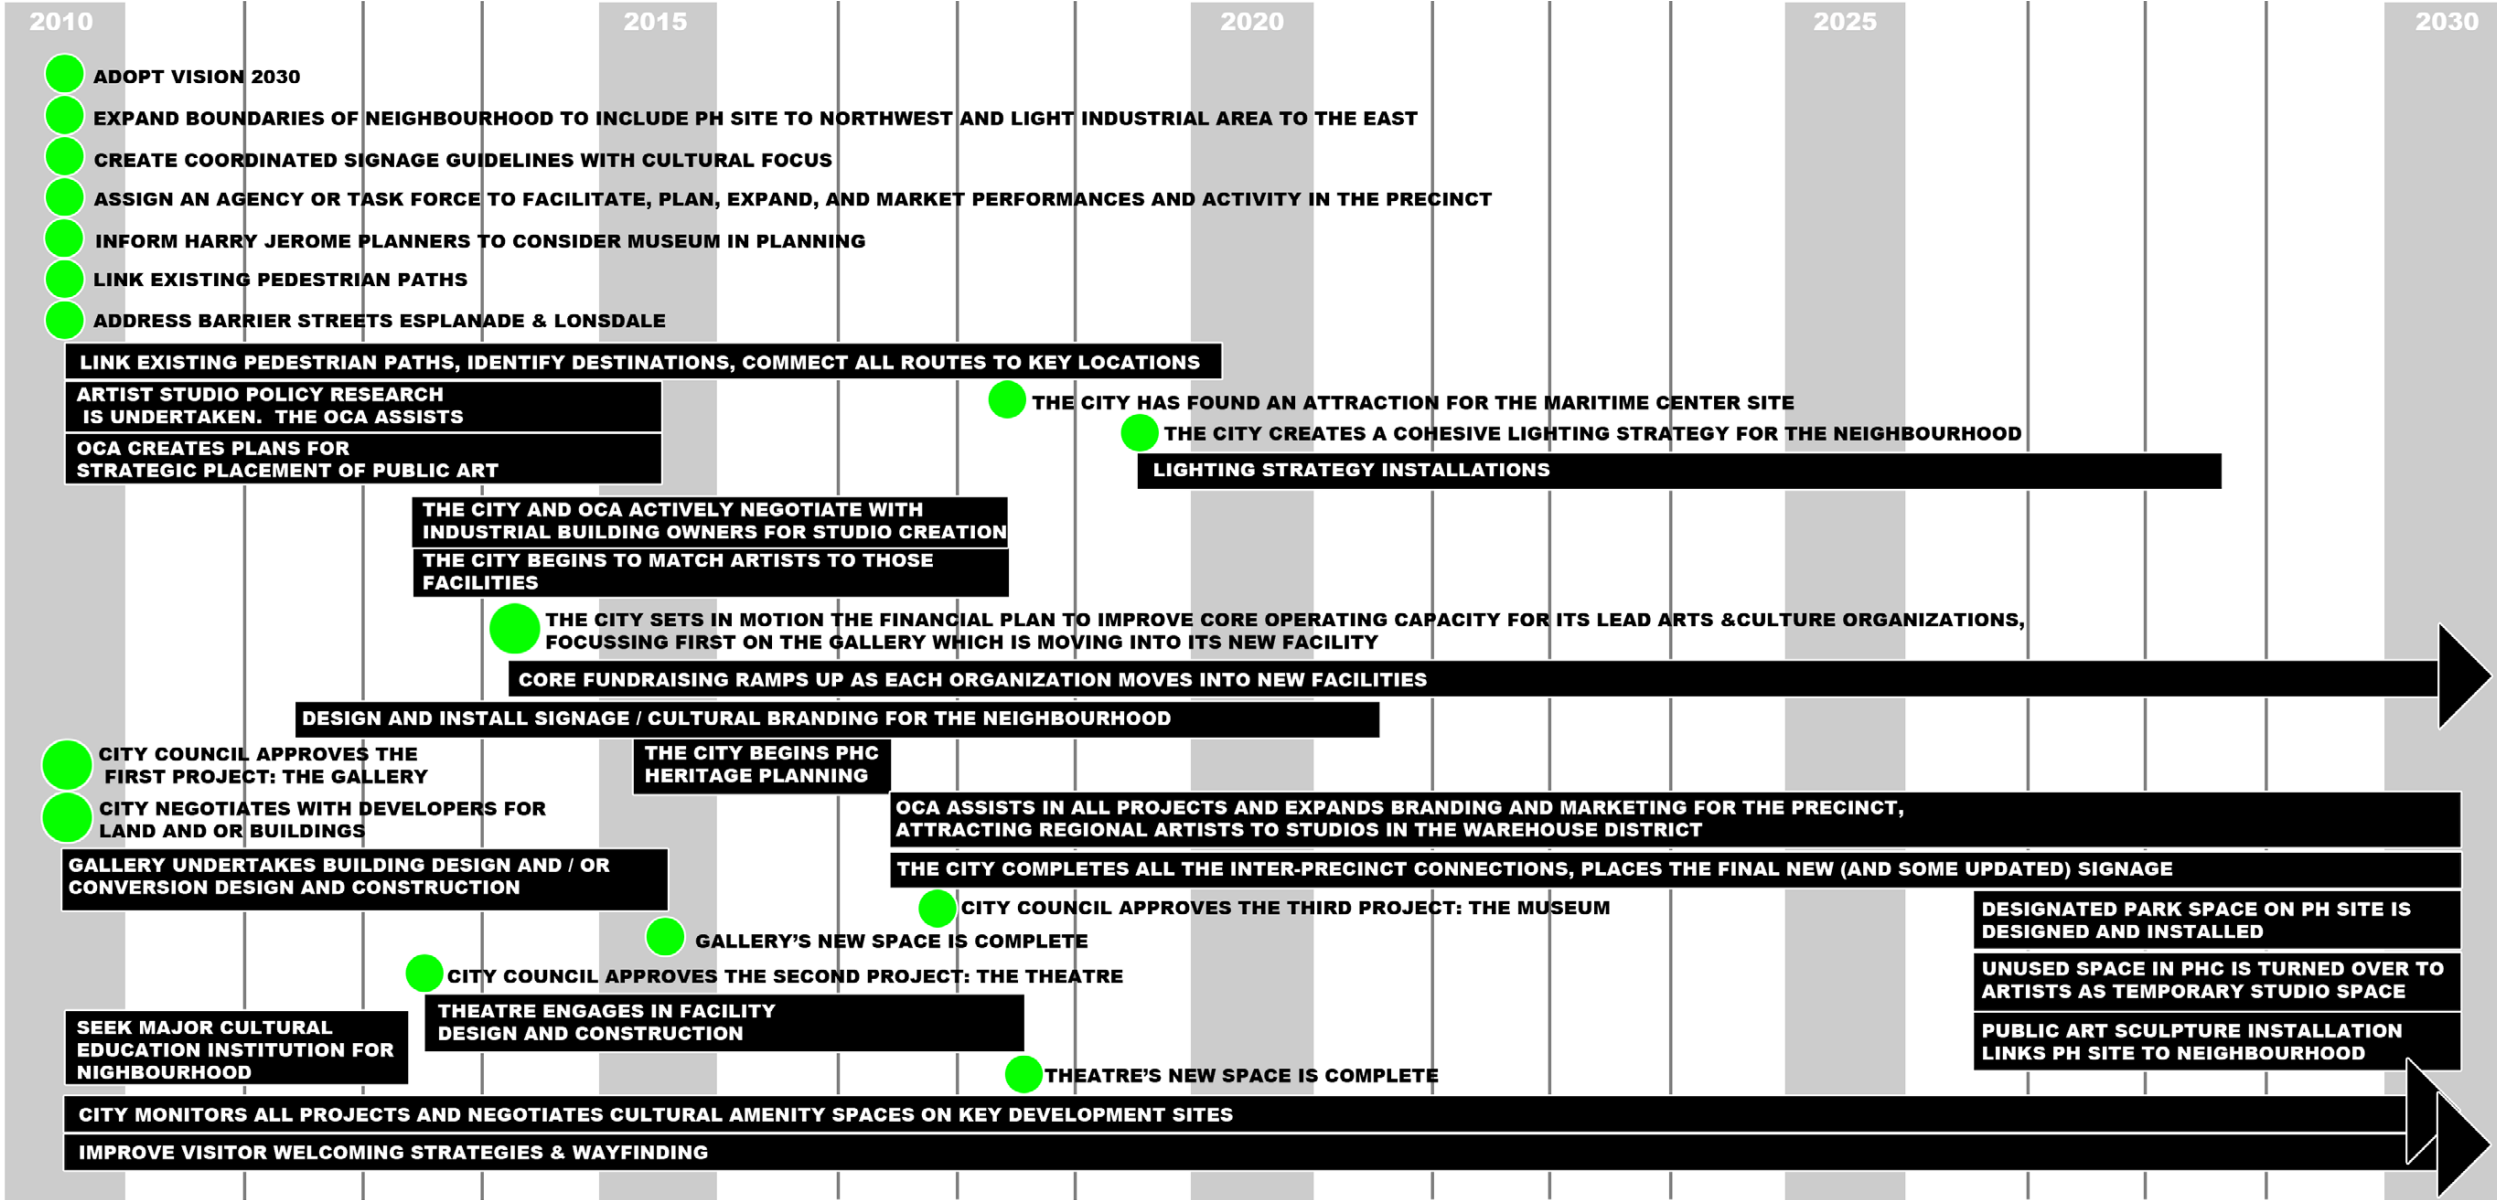 2010 2015 2020 2025 2030
ADOPT VISION 2030
EXPAND BOUNDARIES OF NEIGHBOURHOOD TO INCLUDE PH SITE TO NORTHWEST AND LIGHT INDUSTRIAL AREA TO THE EAST
CREATE COORDINATED SIGNAGE GUIDELINES WITH CULTURAL FOCUS
ASSIGN AN AGENCY OR TASK FORCE TO FACILITATE, PLAN, EXPAND, AND MARKET PERFORMANCES AND ACTIVITY IN THE PRECINCT
INFORM HARRY JEROME PLANNERS TO CONSIDER MUSEUM IN PLANNING
LINK EXISTING PEDESTRIAN PATHS
ADDRESS BARRIER STREETS ESPLANADE & LONSDALE
LINK EXISTING PEDESTRIAN PATHS, IDENTIFY DESTINATIONS, COMMECT ALL ROUTES TO KEY LOCATIONS
ARTIST STUDIO POLICY RESEARCH
IS UNDERTAKEN. THE OCA ASSISTS
THE CITY HAS FOUND AN ATTRACTION FOR THE MARITIME CENTER SITE
THE CITY CREATES A COHESIVE LIGHTING STRATEGY FOR THE NEIGHBOURHOOD
OCA CREATES PLANS FOR
STRATEGIC PLACEMENT OF PUBLIC ART
LIGHTING STRATEGY INSTALLATIONS
THE CITY AND OCA ACTIVELY NEGOTIATE WITH
INDUSTRIAL BUILDING OWNERS FOR STUDIO CREATION
THE CITY BEGINS TO MATCH ARTISTS TO THOSE
FACILITIES
THE CITY SETS IN MOTION THE FINANCIAL PLAN TO IMPROVE CORE OPERATING CAPACITY FOR ITS LEAD ARTS &CULTURE ORGANIZATIONS,
FOCUSSING FIRST ON THE GALLERY WHICH IS MOVING INTO ITS NEW FACILITY
CORE FUNDRAISING RAMPS UP AS EACH ORGANIZATION MOVES INTO NEW FACILITIES
DESIGN AND INSTALL SIGNAGE / CULTURAL BRANDING FOR THE NEIGHBOURHOOD
CITY COUNCIL APPROVES THE
FIRST PROJECT: THE GALLERY
THE CITY BEGINS PHC
HERITAGE PLANNING
CITY NEGOTIATES WITH DEVELOPERS FOR
LAND AND OR BUILDINGS
OCA ASSISTS IN ALL PROJECTS AND EXPANDS BRANDING AND MARKETING FOR THE PRECINCT,
ATTRACTING REGIONAL ARTISTS TO STUDIOS IN THE WAREHOUSE DISTRICT
GALLERY UNDERTAKES BUILDING DESIGN AND / OR
CONVERSION DESIGN AND CONSTRUCTION
THE CITY COMPLETES ALL THE INTER-PRECINCT CONNECTIONS, PLACES THE FINAL NEW (AND SOME UPDATED) SIGNAGE
CITY COUNCIL APPROVES THE THIRD PROJECT: THE MUSEUM
DESIGNATED PARK SPACE ON PH SITE IS
DESIGNED AND INSTALLED
GALLERY’S NEW SPACE IS COMPLETE
CITY COUNCIL APPROVES THE SECOND PROJECT: THE THEATRE
UNUSED SPACE IN PHC IS TURNED OVER TO
ARTISTS AS TEMPORARY STUDIO SPACE
THEATRE ENGAGES IN FACILITY
DESIGN AND CONSTRUCTION
SEEK MAJOR CULTURAL
EDUCATION INSTITUTION FOR
NIGHBOURHOOD
PUBLIC ART SCULPTURE INSTALLATION
LINKS PH SITE TO NEIGHBOURHOOD
THEATRE’S NEW SPACE IS COMPLETE
CITY MONITORS ALL PROJECTS AND NEGOTIATES CULTURAL AMENITY SPACES ON KEY DEVELOPMENT SITES
IMPROVE VISITOR WELCOMING STRATEGIES & WAYFINDING